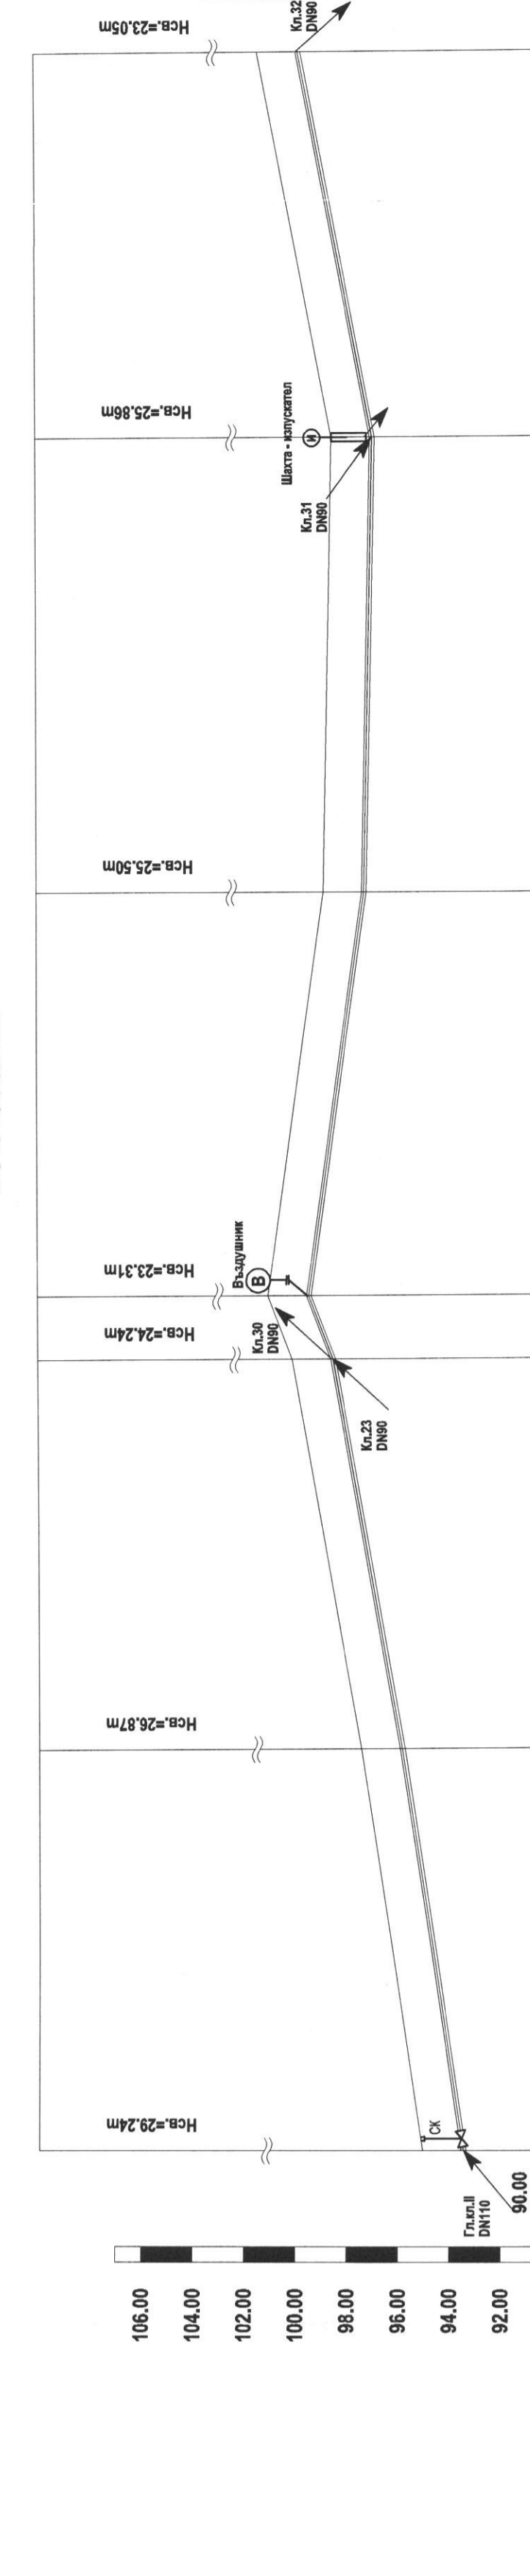 Нсв.=29.24m
Нсв.=26.87m
Нсв.=24.24m
Нсв.=23.31m
Нсв.=25.50m
Нсв.=25.86m
Нсв.=23.05m
Въздушник
В
Кл.30
DN90
Кл.23
DN90
Шахта - изпускател
И
Кл.31
DN90
Кл.32
DN90
СК
Гл.кл.II
DN110
106.00
104.00
102.00
100.00
98.00
96.00
94.00
92.00
90.00